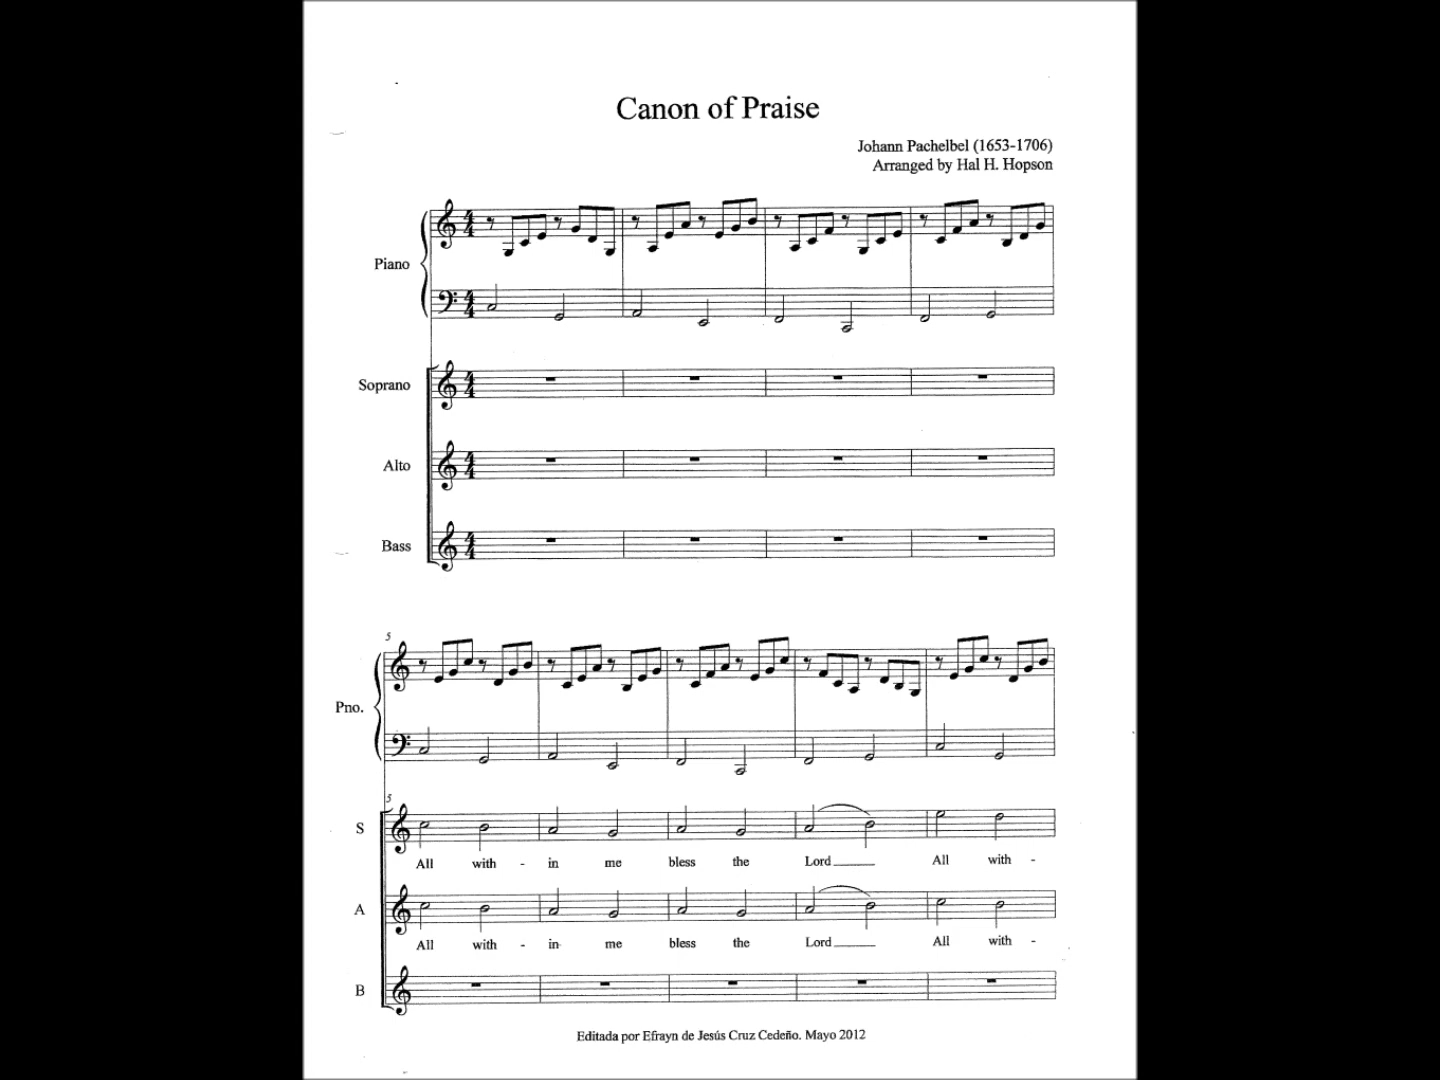 Canon of Praise
Johann Pachelbel (1653-1706)
Arranged by Hal H. Hopson
Piano
Soprano
Alto
Bass
5
Pno.
5
S
All with - in me bless the Lord____ All with -
A
All with - in me bless the Lord____ All with -
B
Editada por Efrayn de Jesús Cruz Cedeño. Mayo 2012